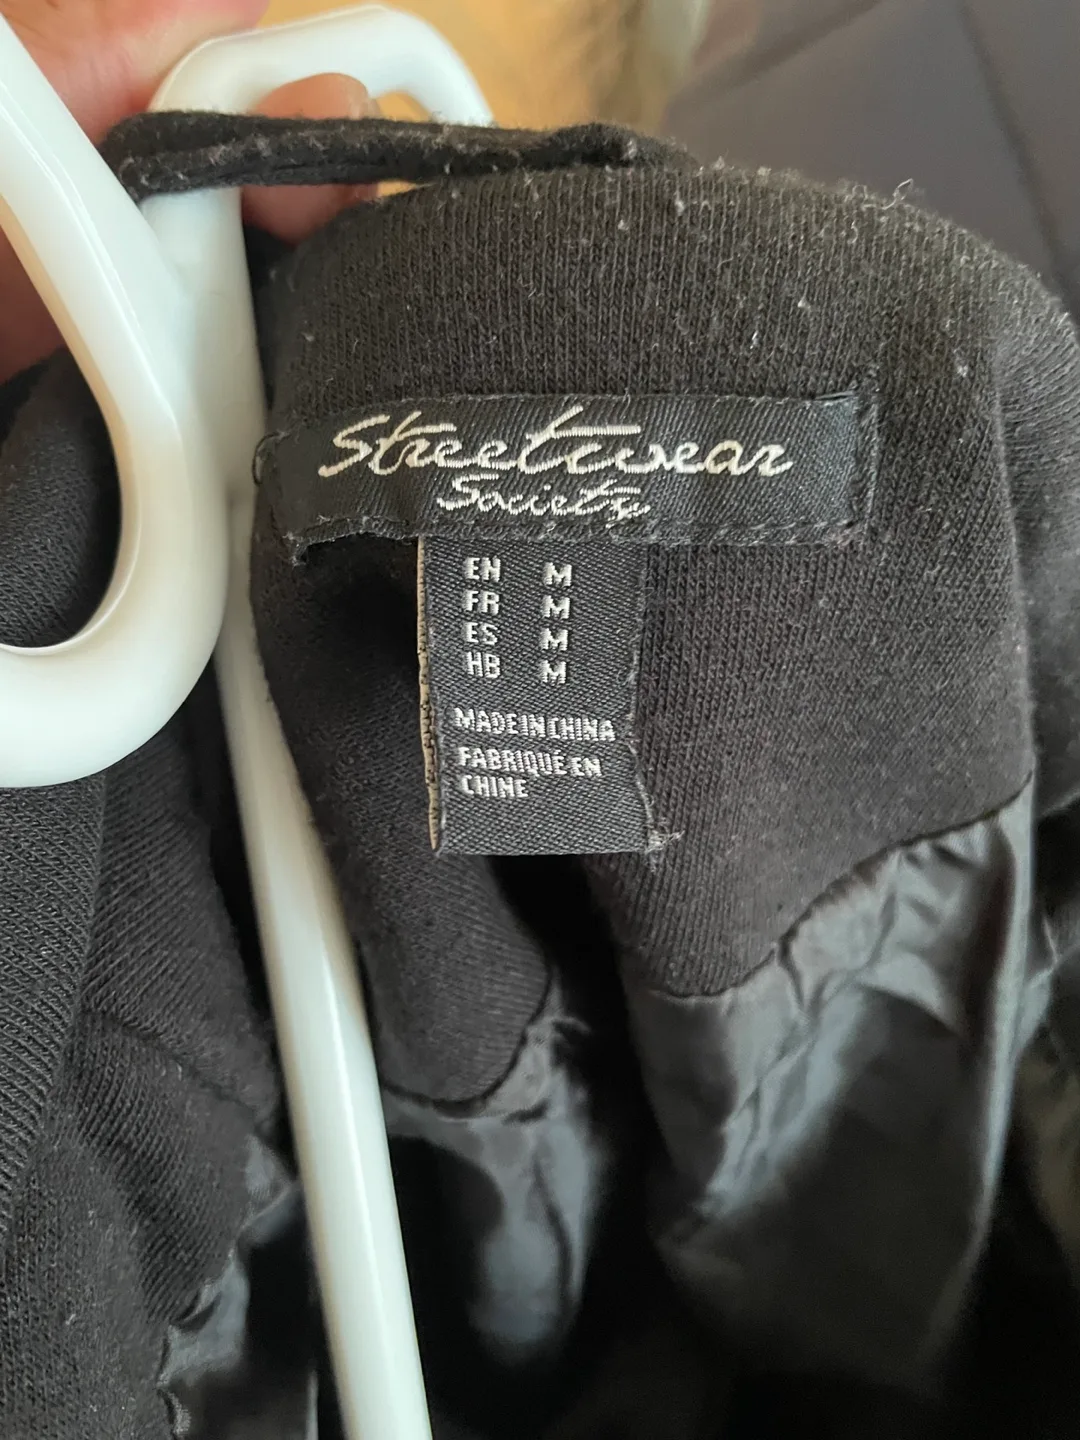 Streetwear
Society
EN M
FR M
ES M
HB M
MADE IN CHINA
FABRIQUE EN
CHINE